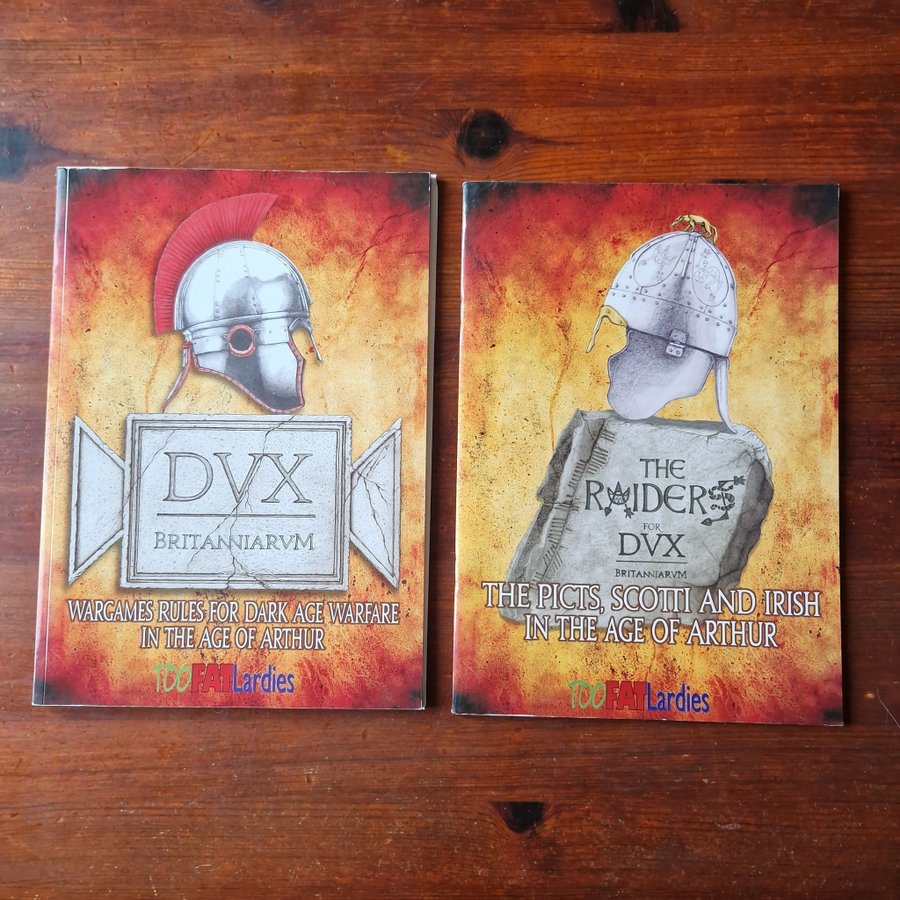 DVX
BRITANNIARVM
WARGAMES RULES FOR DARK AGE WARFARE
IN THE AGE OF ARTHUR
TOOFATLardies
THE
RAIDERS
FOR
DVX
BRITANNIARVM
THE PICTS, SCOTTI AND IRISH
IN THE AGE OF ARTHUR
TOOFATLardies